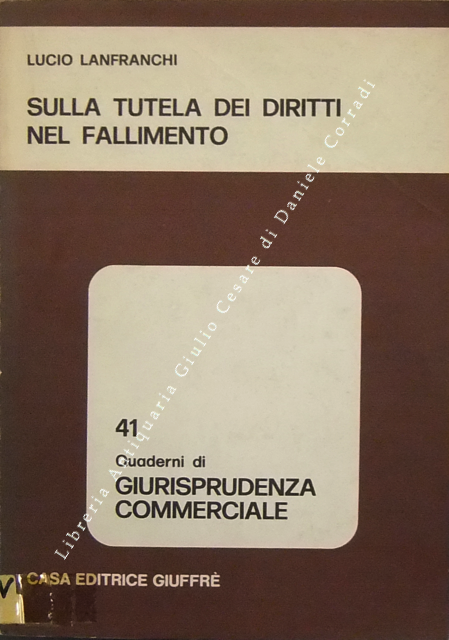 LUCIO LANFRANCHI
SULLA TUTELA DEI DIRITTI
NEL FALLIMENTO
Libreria Antiquaria Giulio Cesare di Daniele Corradi
41
Quaderni di
GIURISPRUDENZA
COMMERCIALE
CASA EDITRICE GIUFFRÈ